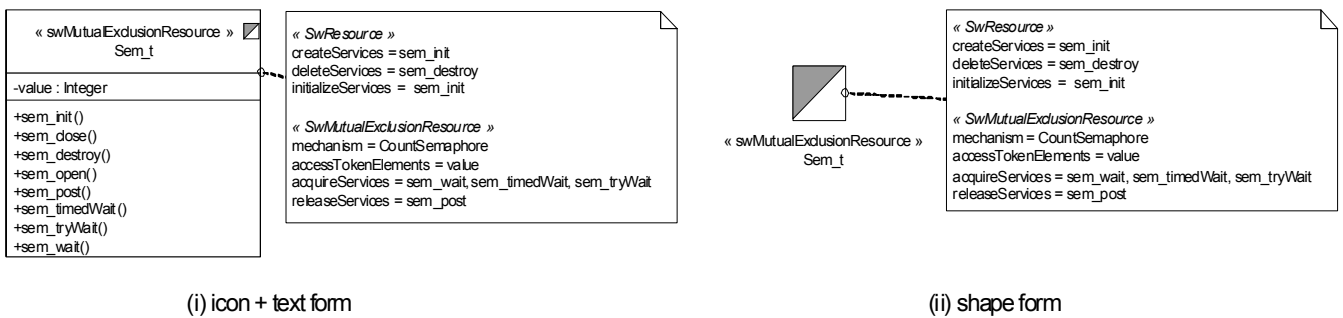 « swMutualExclusionResource »
Sem_t
-value : Integer
+sem_init()
+sem_close()
+sem_destroy()
+sem_open()
+sem_post()
+sem_timedWait()
+sem_tryWait()
+sem_wait()
« SwResource »
createServices = sem_init
deleteServices = sem_destroy
initializeServices = sem_init
« SwMutualExclusionResource »
mechanism = CountSemaphore
accessTokenElements = value
acquireServices = sem_wait, sem_timedWait, sem_tryWait
releaseServices = sem_post
(i) icon + text form
« swMutualExclusionResource »
Sem_t
« SwResource »
createServices = sem_init
deleteServices = sem_destroy
initializeServices = sem_init
« SwMutualExclusionResource »
mechanism = CountSemaphore
accessTokenElements = value
acquireServices = sem_wait, sem_timedWait, sem_tryWait
releaseServices = sem_post
(ii) shape form